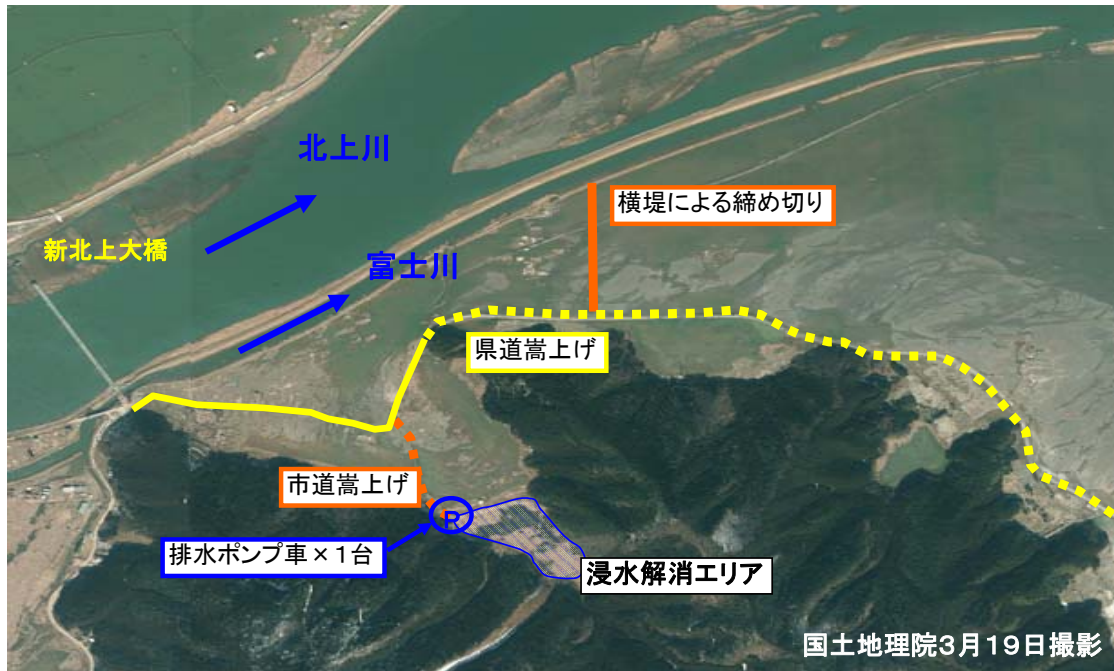 北上川
横堤による締め切り
新北上大橋
富士川
県道嵩上げ
市道嵩上げ
R
排水ポンプ車×1台
浸水解消エリア
国土地理院3月19日撮影